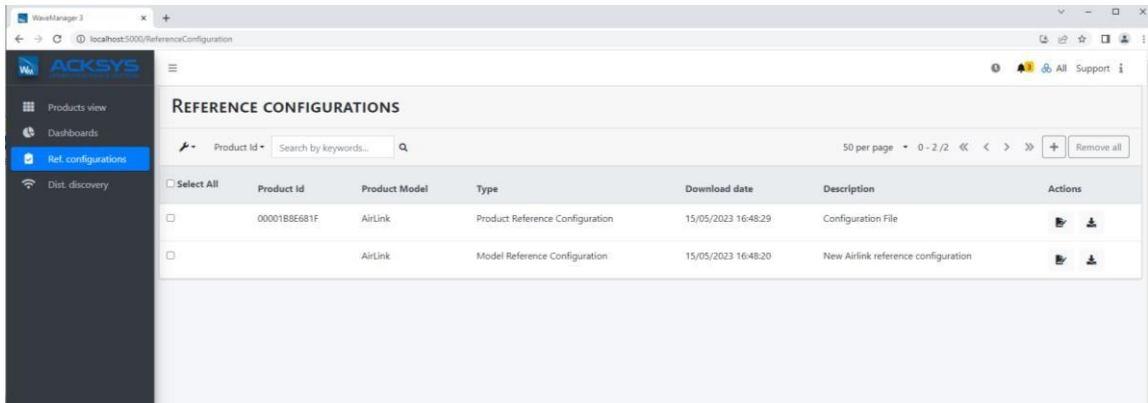 WaveManager 3
localhost:5000/ReferenceConfiguration
WM ACKSYS
3 All Support i
Products view
Dashboards
Ref. configurations
Dist. discovery
REFERENCE CONFIGURATIONS
Product Id Search by keywords... 50 per page 0 - 2 /2 « < > » + Remove all
Select All Product Id Product Model Type Download date Description Actions
00001B8E681F AirLink Product Reference Configuration 15/05/2023 16:48:29 Configuration File
AirLink Model Reference Configuration 15/05/2023 16:48:20 New Airlink reference configuration